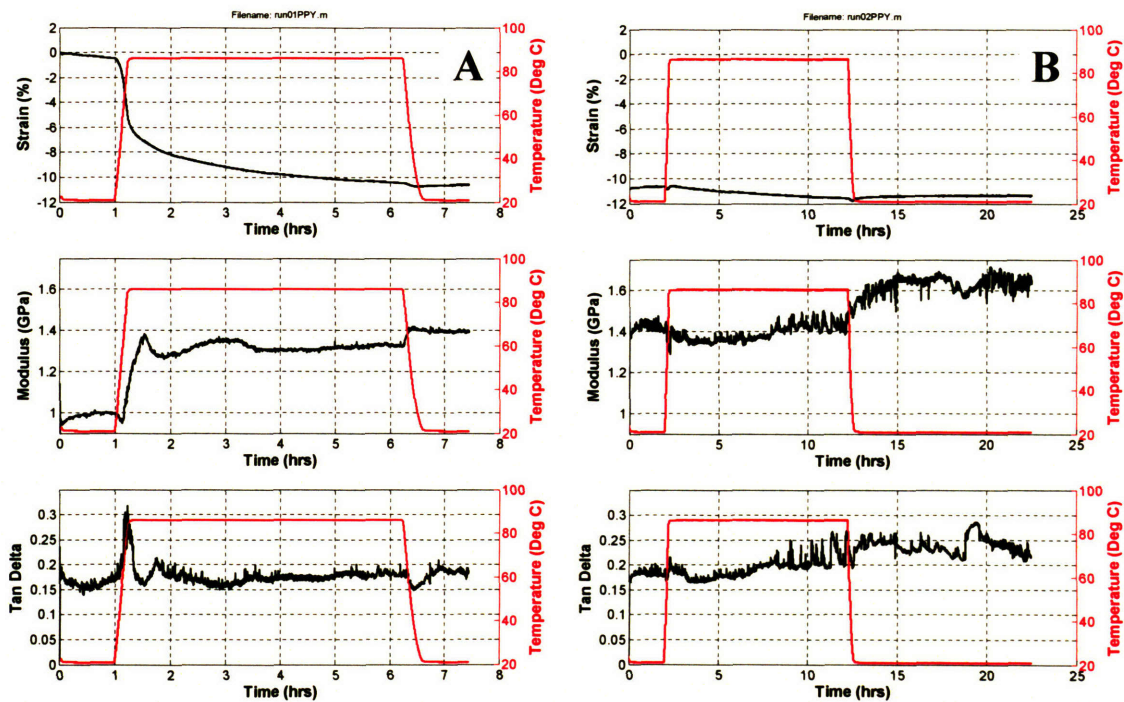 Filename: run01PPY.m
A
Strain (%)
2
0
-2
-4
-6
-8
-10
-12
Temperature (Deg C)
100
80
60
40
20
0 1 2 3 4 5 6 7 8
Time (hrs)
Modulus (GPa)
1.6
1.4
1.2
1
Temperature (Deg C)
100
80
60
40
20
0 1 2 3 4 5 6 7 8
Time (hrs)
Tan Delta
0.3
0.25
0.2
0.15
0.1
0.05
0
Temperature (Deg C)
100
80
60
40
20
0 1 2 3 4 5 6 7 8
Time (hrs)
Filename: run02PPY.m
B
Strain (%)
2
0
-2
-4
-6
-8
-10
-12
Temperature (Deg C)
100
80
60
40
20
0 5 10 15 20 25
Time (hrs)
Modulus (GPa)
1.6
1.4
1.2
1
Temperature (Deg C)
100
80
60
40
20
0 5 10 15 20 25
Time (hrs)
Tan Delta
0.3
0.25
0.2
0.15
0.1
0.05
0
Temperature (Deg C)
100
80
60
40
20
0 5 10 15 20 25
Time (hrs)